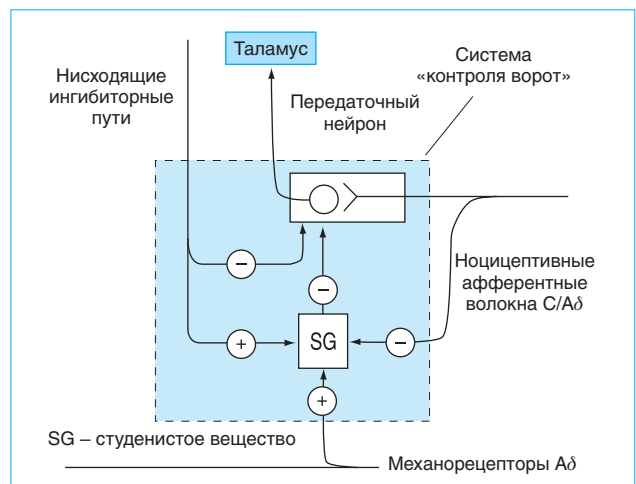 Таламус
Нисходящие
ингибиторные
пути
Система
«контроля ворот»
Передаточный
нейрон
−
−
Ноцицептивные
афферентные
волокна C/Aδ
+
SG
−
+
SG – студенистое вещество
Механорецепторы Aδ